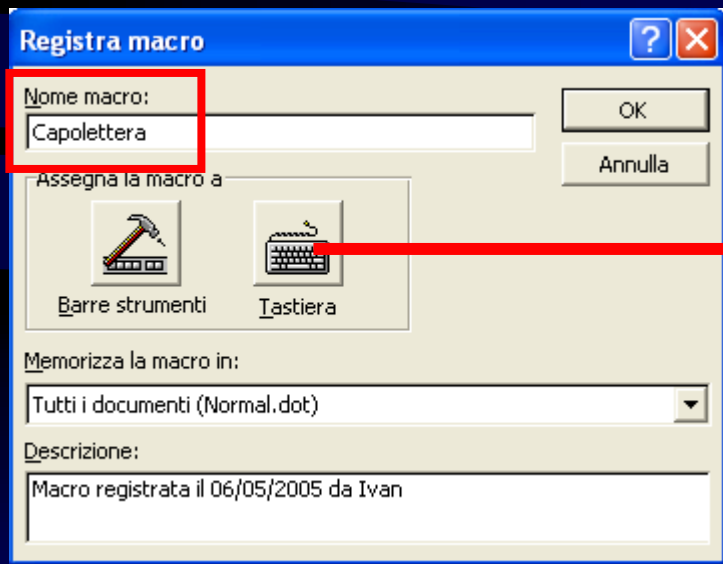 Registra macro
Nome macro:
Capolettera
OK
Annulla
Assegna la macro a
Barre strumenti
Tastiera
Memorizza la macro in:
Tutti i documenti (Normal.dot)
Descrizione:
Macro registrata il 06/05/2005 da Ivan